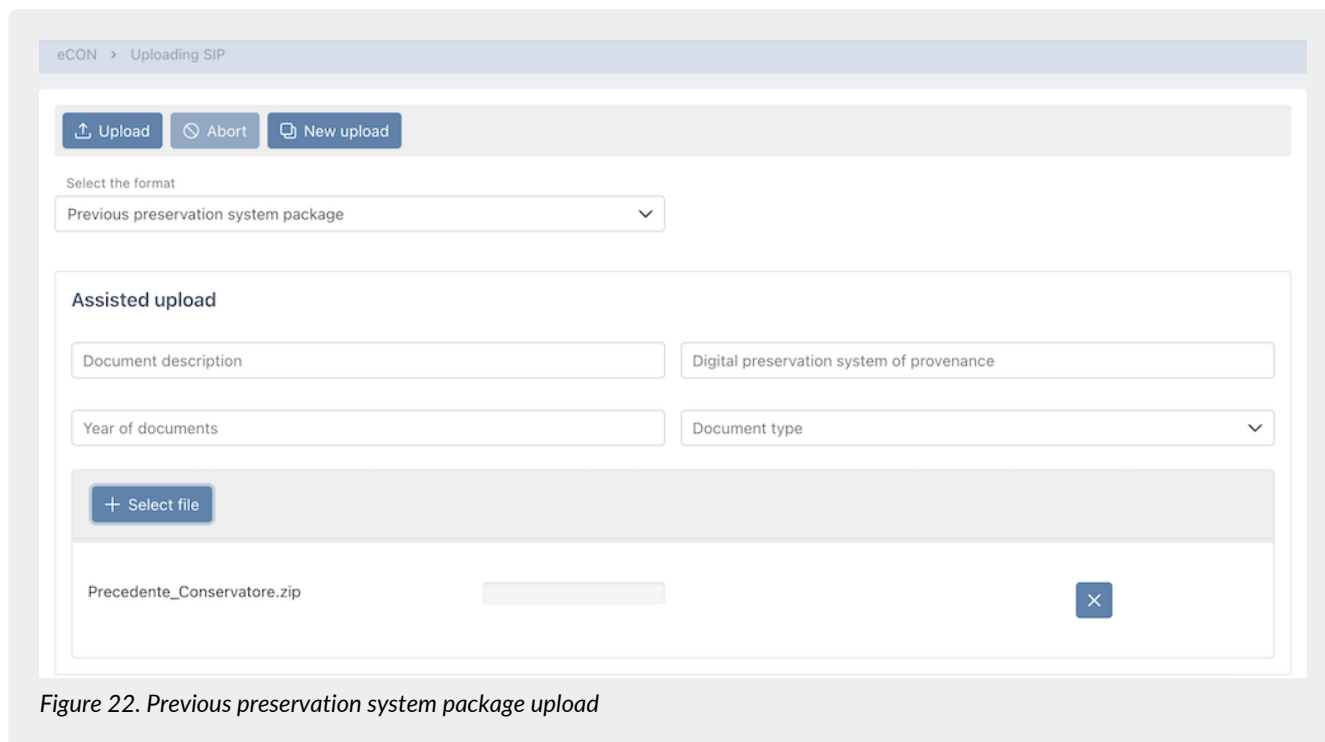 eCON > Uploading SIP
Upload Abort New upload
Select the format
Previous preservation system package
Assisted upload
Document description Digital preservation system of provenance
Year of documents Document type
+ Select file
Precedente_Conservatore.zip
Figure 22. Previous preservation system package upload